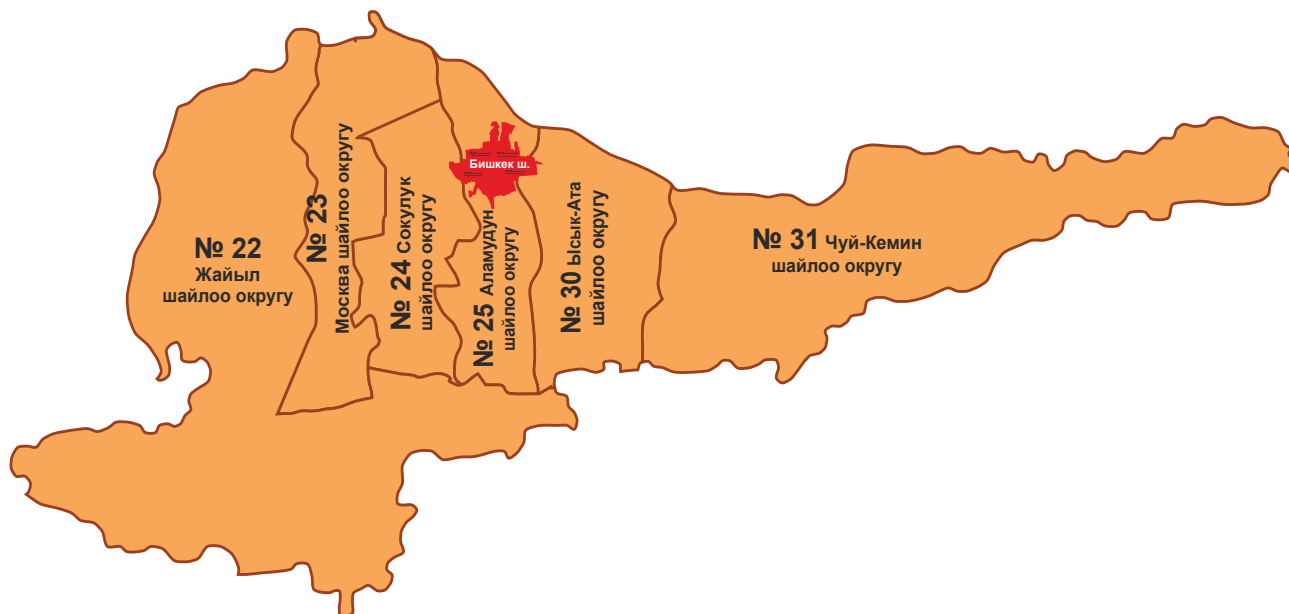 № 22
Жайыл
шайлоо округу
№ 23
Москва шайлоо округу
№ 24 Сокулук
шайлоо округу
Бишкек ш.
№ 25 Аламудун
шайлоо округу
№ 30 Ысык-Ата
шайлоо округу
№ 31 Чуй-Кемин
шайлоо округу